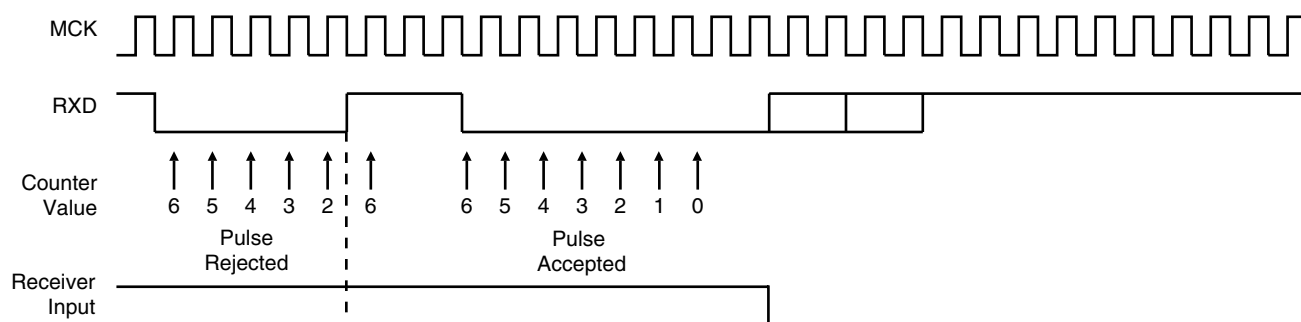 MCK
RXD
Counter
Value
6 5 4 3 2 6 6 5 4 3 2 1 0
Pulse
Rejected
Pulse
Accepted
Receiver
Input